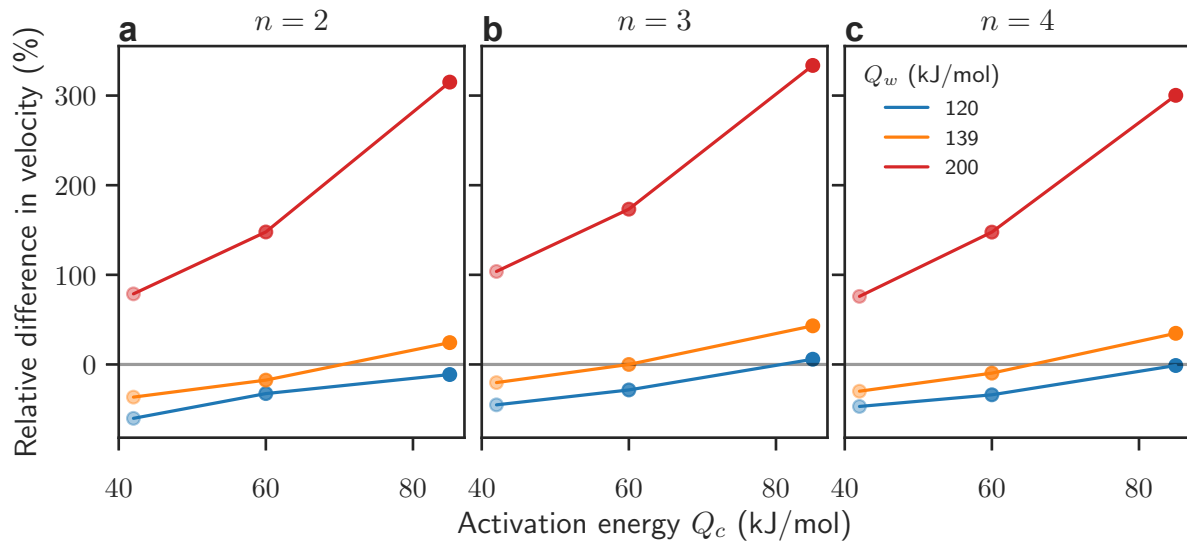 a n = 2
b n = 3
c n = 4
Relative difference in velocity (%)
300
200
100
0
Q_w (kJ/mol)
120
139
200
40 60 80 40 60 80 40 60 80
Activation energy Q_c (kJ/mol)